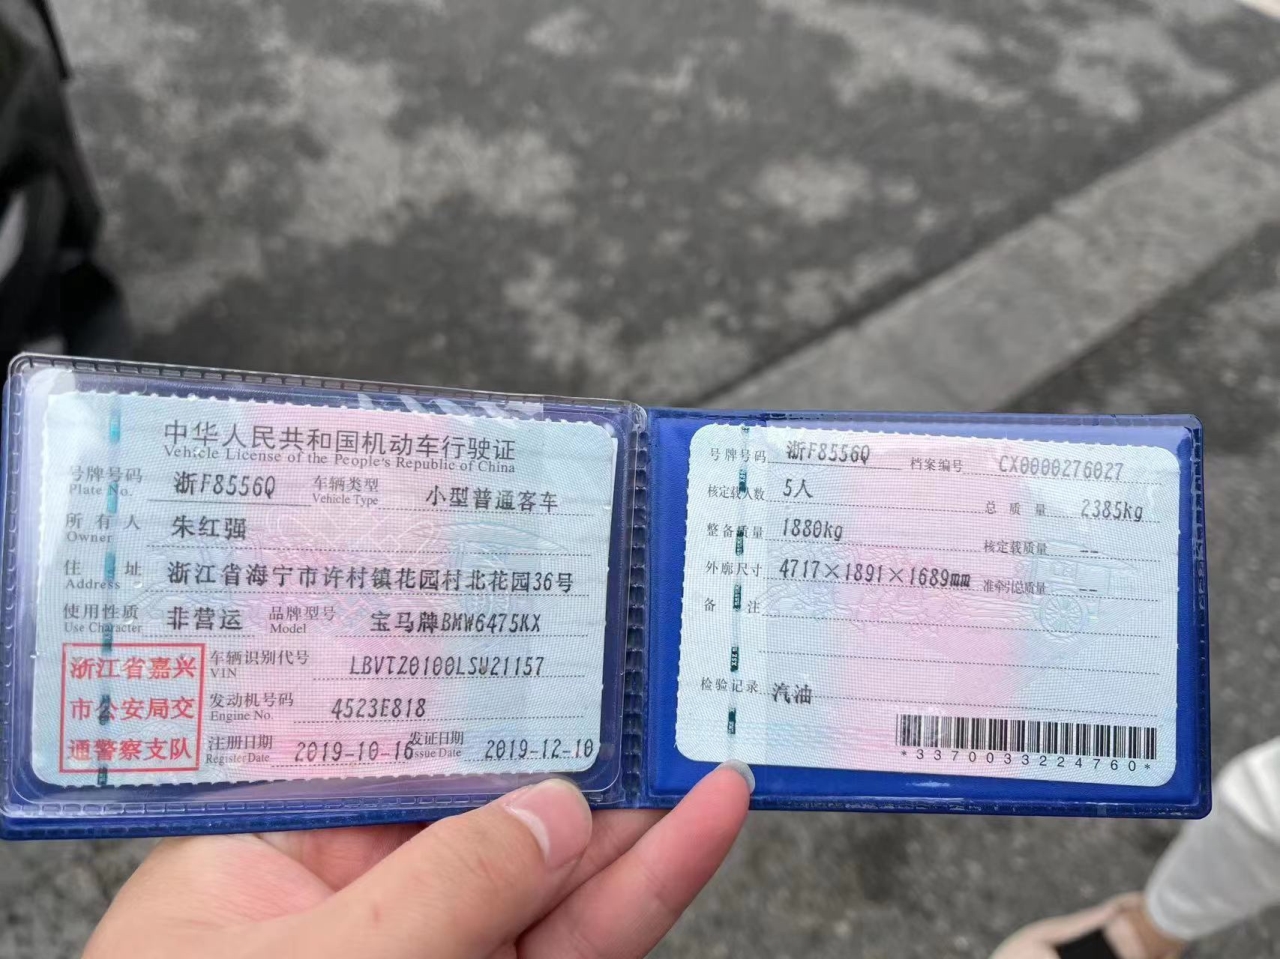 中华人民共和国机动车行驶证
Vehicle License of the People's Republic of China
号牌号码 浙F8556Q 车辆类型 小型普通客车
Plate No. Vehicle Type
所有人 朱红强
Owner
住址 浙江省海宁市许村镇花园村北花园36号
Address
使用性质 非营运 品牌型号 宝马牌BMW6475KX
Use Character Model
浙江省嘉兴
市公安局交
通警察支队
车辆识别代号 LBVTZ0100LSW21157
VIN
发动机号码 4523E818
Engine No.
注册日期 2019-10-16 发证日期 2019-12-10
Register Date Issue Date
号牌号码 浙F8556Q 档案编号 CX0000276027
核定载人数 5人 总质量 2385kg
整备质量 1880kg 核定载质量 --
外廓尺寸 4717×1891×1689mm 准牵引总质量 --
备注
检验记录 汽油
*3370033224760*